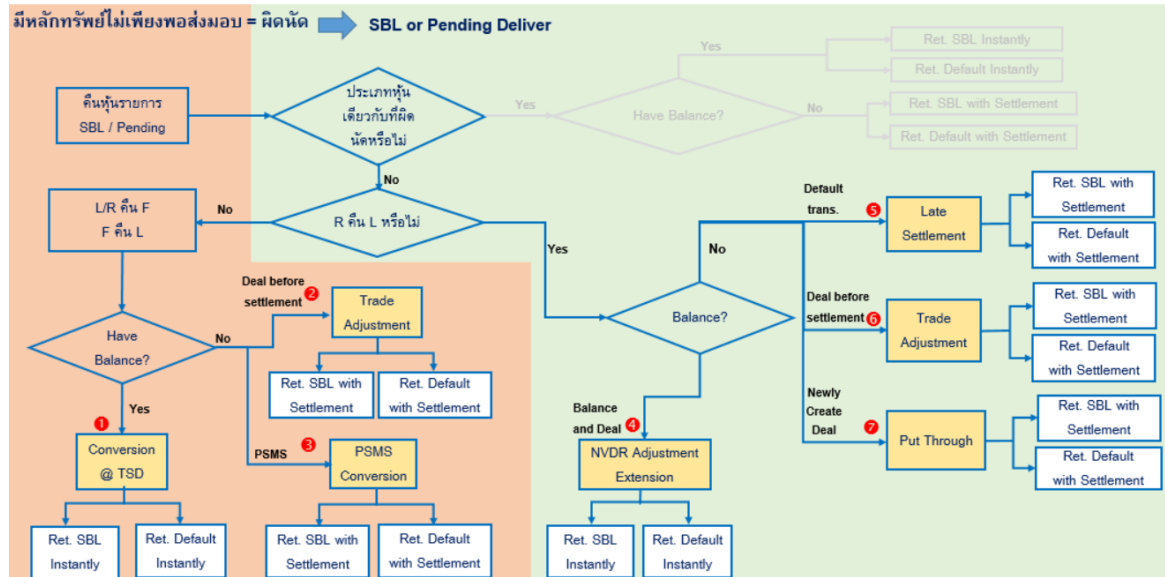 มีหลักทรัพย์ไม่เพียงพอส่งมอบ = ผิดนัด
SBL or Pending Deliver
คืนหุ้นรายการ
SBL / Pending
ประเภทหุ้น
เดียวกับที่ผิด
นัดหรือไม่
Yes
Have Balance?
Yes
Ret. SBL Instantly
Ret. Default Instantly
No
Ret. SBL with Settlement
Ret. Default with Settlement
No
R คืน L หรือไม่
No
L/R คืน F
F คืน L
Have
Balance?
Yes
❶
Conversion
@ TSD
Ret. SBL
Instantly
Ret. Default
Instantly
No
Deal before
settlement
❷
Trade
Adjustment
Ret. SBL with
Settlement
Ret. Default
with Settlement
PSMS
❸
PSMS
Conversion
Ret. SBL with
Settlement
Ret. Default
with Settlement
Yes
Balance?
Balance
and Deal
❹
NVDR Adjustment
Extension
Ret. SBL
Instantly
Ret. Default
Instantly
No
Default
trans.
❺
Late
Settlement
Ret. SBL with
Settlement
Ret. Default
with Settlement
Deal before
settlement
❻
Trade
Adjustment
Ret. SBL with
Settlement
Ret. Default
with Settlement
Newly
Create
Deal
❼
Put Through
Ret. SBL with
Settlement
Ret. Default
with Settlement